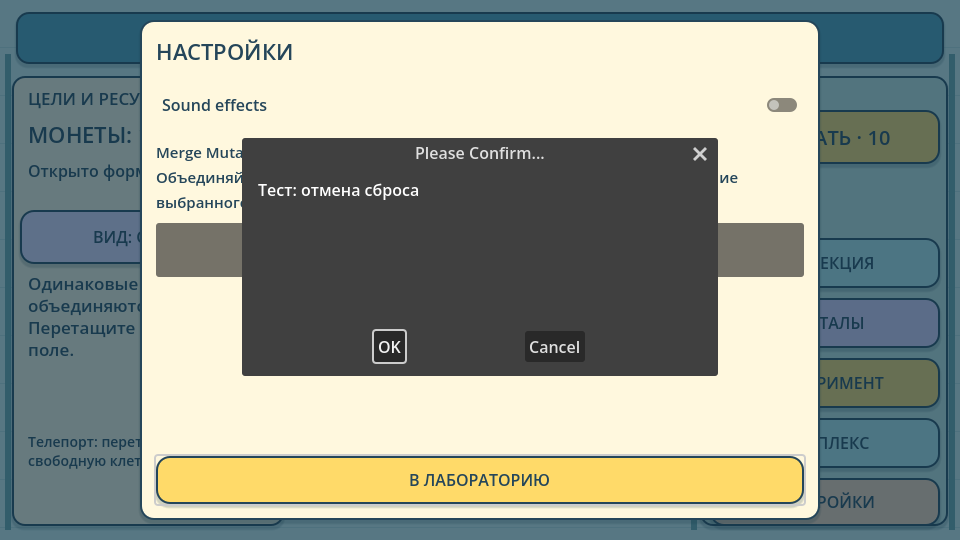 НАСТРОЙКИ
Sound effects
Merge Muta
Объединяй
ие
выбранного
Please Confirm...
Тест: отмена сброса
OK
Cancel
В ЛАБОРАТОРИЮ
ЦЕЛИ И РЕСУ
МОНЕТЫ:
Открыто форм
ВИД:
Одинаковые
объединяютс
Перетащите
поле.
Телепорт: перет
свободную клет
АТЬ · 10
ЕКЦИЯ
ТАЛЫ
РИМЕНТ
ПЛЕКС
РОЙКИ